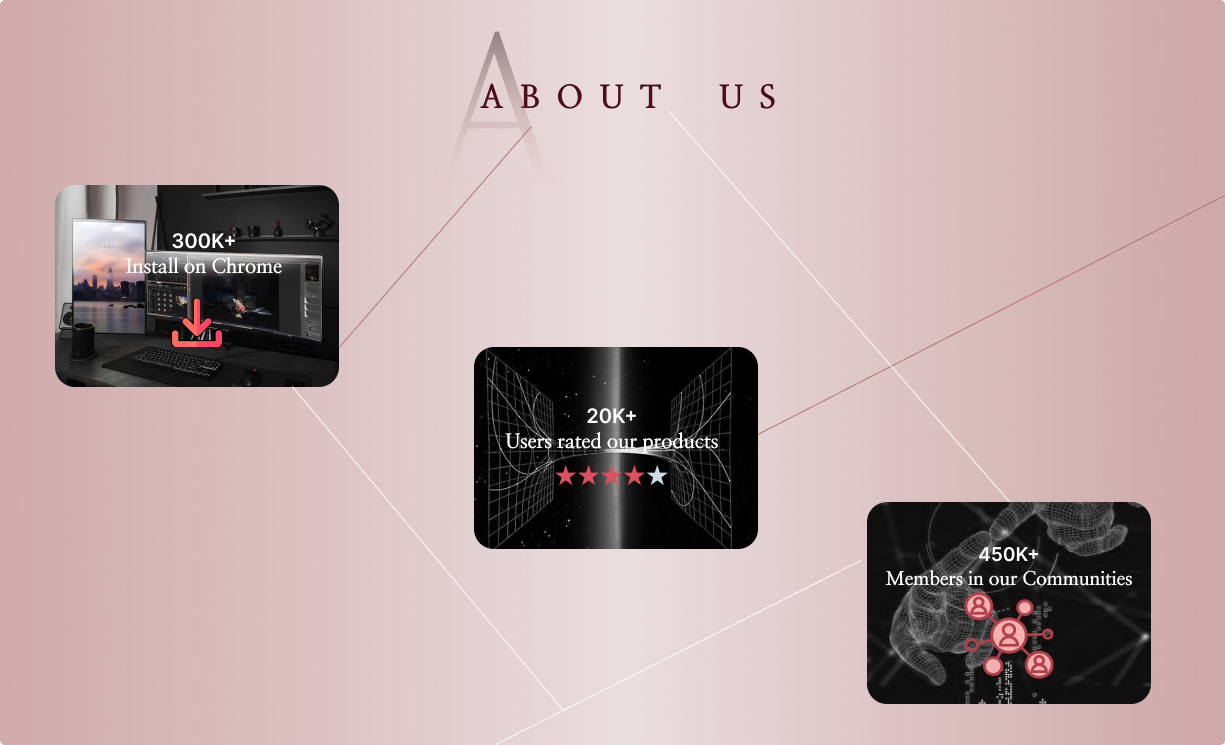 A
ABOUT US
300K+
Install on Chrome
20K+
Users rated our products
450K+
Members in our Communities